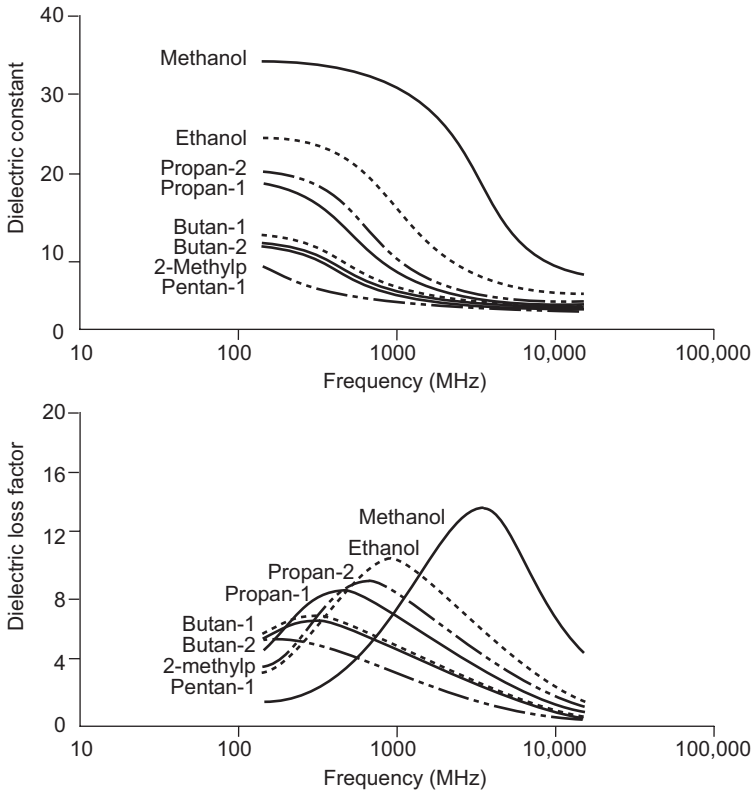 40
30
20
10
0
Dielectric constant
Methanol
Ethanol
Propan-2
Propan-1
Butan-1
Butan-2
2-Methylp
Pentan-1
10
100
1000
10,000
100,000
Frequency (MHz)
20
16
12
8
4
0
Dielectric loss factor
Methanol
Ethanol
Propan-2
Propan-1
Butan-1
Butan-2
2-methylp
Pentan-1
10
100
1000
10,000
100,000
Frequency (MHz)